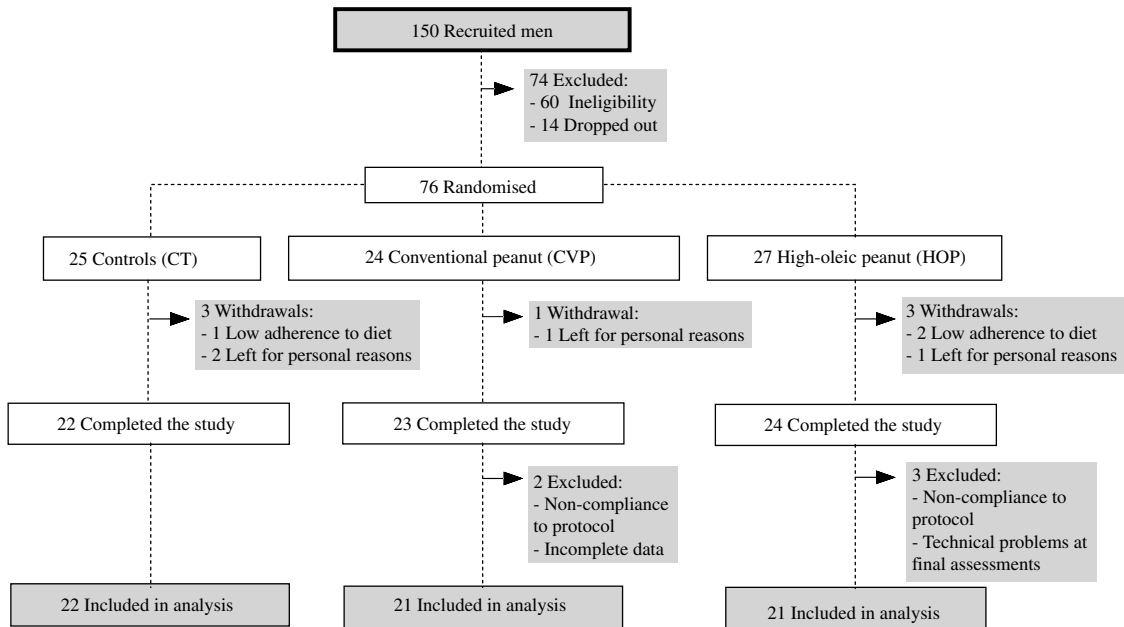 150 Recruited men
74 Excluded:
- 60 Ineligibility
- 14 Dropped out
76 Randomised
25 Controls (CT)
24 Conventional peanut (CVP)
27 High-oleic peanut (HOP)
3 Withdrawals:
- 1 Low adherence to diet
- 2 Left for personal reasons
1 Withdrawal:
- 1 Left for personal reasons
3 Withdrawals:
- 2 Low adherence to diet
- 1 Left for personal reasons
22 Completed the study
23 Completed the study
24 Completed the study
2 Excluded:
- Non-compliance
to protocol
- Incomplete data
3 Excluded:
- Non-compliance to
protocol
- Technical problems at
final assessments
22 Included in analysis
21 Included in analysis
21 Included in analysis